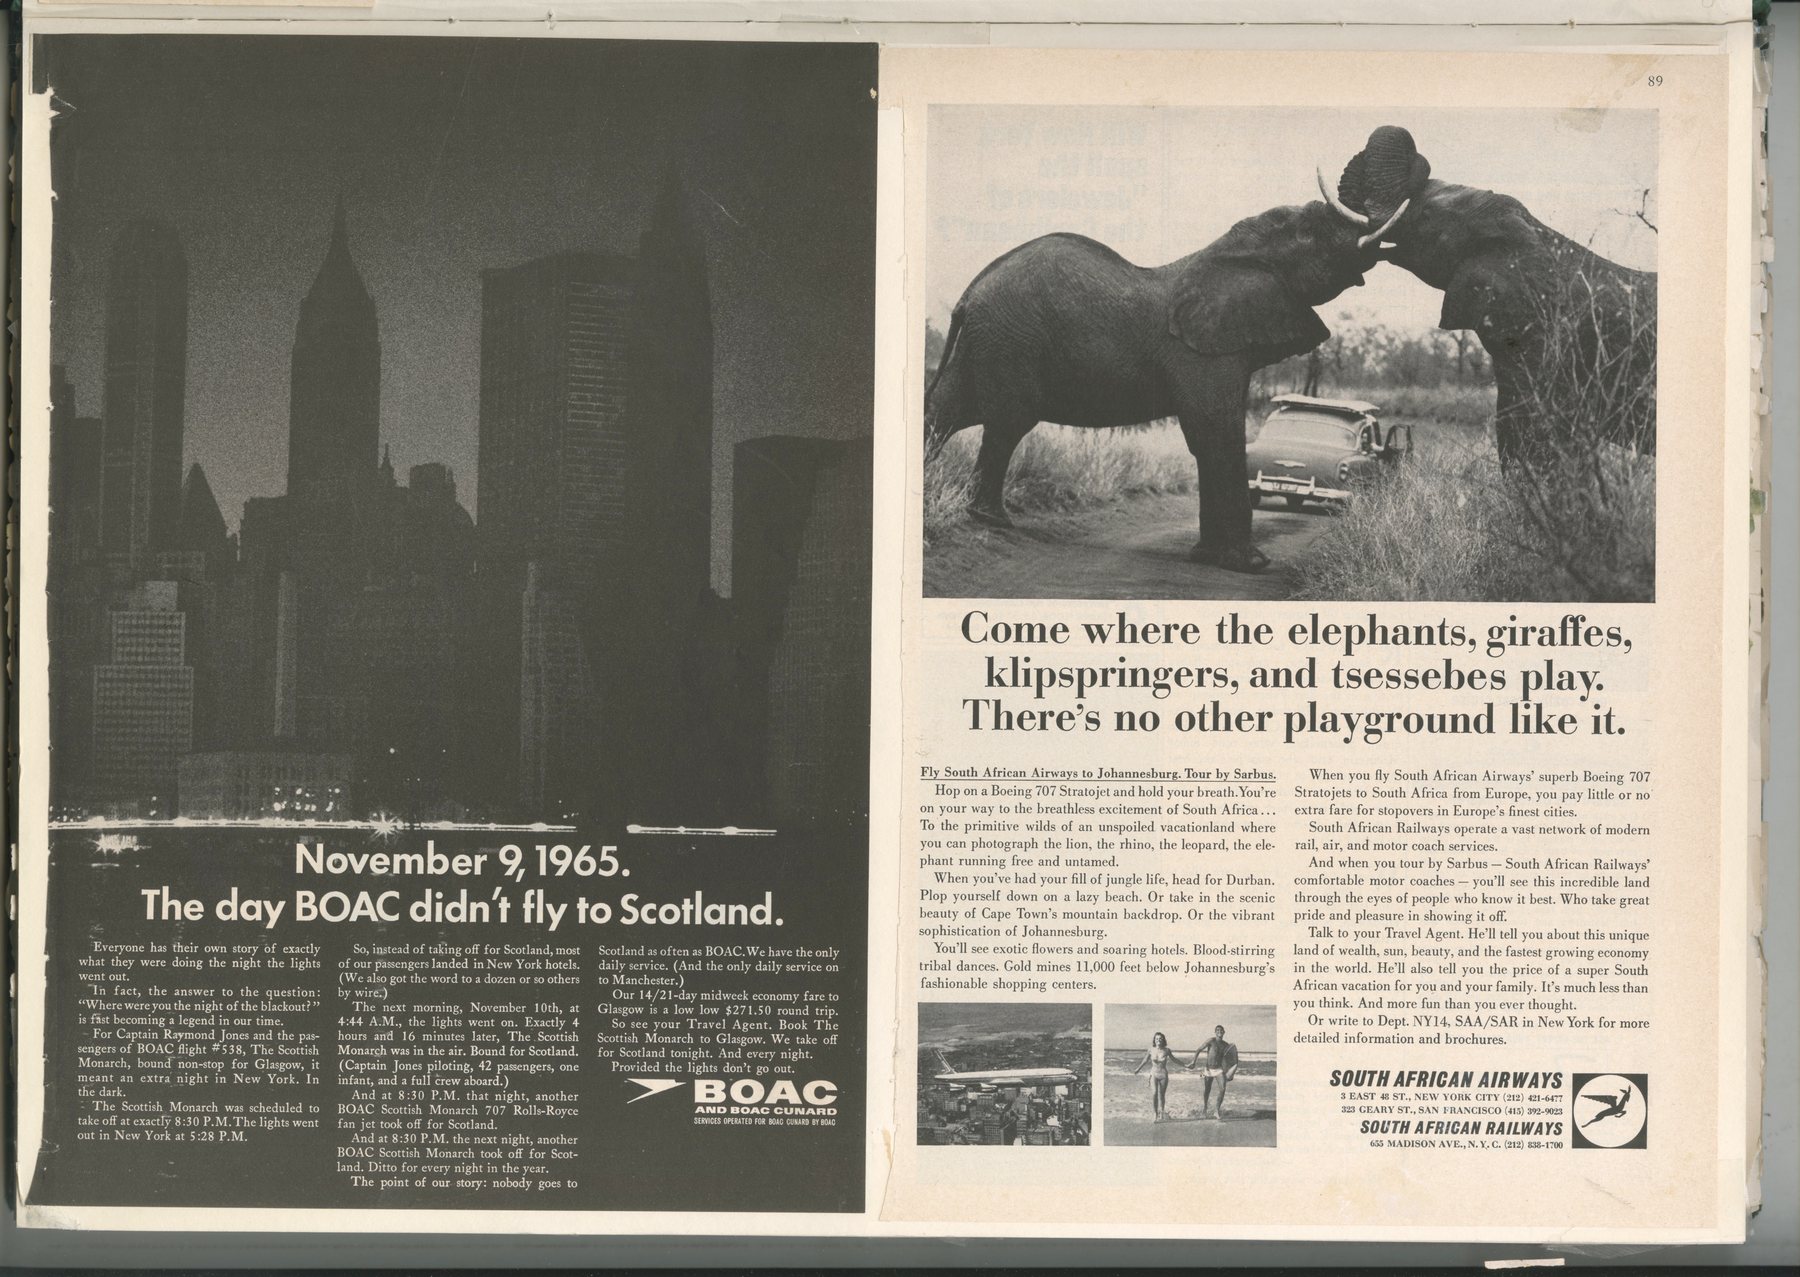 November 9, 1965.
The day BOAC didn't fly to Scotland.
Everyone has their own story of exactly
what they were doing the night the lights
went out.
In fact, the answer to the question:
"Where were you the night of the blackout?"
is fast becoming a legend in our time.
For Captain Raymond Jones and the pas-
sengers of BOAC flight #538, The Scottish
Monarch, bound non-stop for Glasgow, it
meant an extra night in New York. In
the dark.
The Scottish Monarch was scheduled to
take off at exactly 8:30 P.M. The lights went
out in New York at 5:28 P.M.
So, instead of taking off for Scotland, most
of our passengers landed in New York hotels.
(We also got the word to a dozen or so others
by wire.)
The next morning, November 10th, at
4:44 A.M., the lights went on. Exactly 4
hours and 16 minutes later, The Scottish
Monarch was in the air. Bound for Scotland.
(Captain Jones piloting, 42 passengers, one
infant, and a full crew aboard.)
And at 8:30 P.M. that night, another
BOAC Scottish Monarch 707 Rolls-Royce
fan jet took off for Scotland.
And at 8:30 P.M. the next night, another
BOAC Scottish Monarch took off for Scot-
land. Ditto for every night in the year.
The point of our story: nobody goes to
Scotland as often as BOAC. We have the only
daily service. (And the only daily service on
to Manchester.)
Our 14/21-day midweek economy fare to
Glasgow is a low low $271.50 round trip.
So see your Travel Agent. Book The
Scottish Monarch to Glasgow. We take off
for Scotland tonight. And every night.
Provided the lights don't go out.
BOAC
AND BOAC CUNARD
SERVICES OPERATED FOR BOAC CUNARD BY BOAC
89
Come where the elephants, giraffes,
klipspringers, and tsessebes play.
There's no other playground like it.
Fly South African Airways to Johannesburg. Tour by Sarbus.
Hop on a Boeing 707 Stratojet and hold your breath. You're
on your way to the breathless excitement of South Africa...
To the primitive wilds of an unspoiled vacationland where
you can photograph the lion, the rhino, the leopard, the ele-
phant running free and untamed.
When you've had your fill of jungle life, head for Durban.
Plop yourself down on a lazy beach. Or take in the scenic
beauty of Cape Town's mountain backdrop. Or the vibrant
sophistication of Johannesburg.
You'll see exotic flowers and soaring hotels. Blood-stirring
tribal dances. Gold mines 11,000 feet below Johannesburg's
fashionable shopping centers.
When you fly South African Airways' superb Boeing 707
Stratojets to South Africa from Europe, you pay little or no
extra fare for stopovers in Europe's finest cities.
South African Railways operate a vast network of modern
rail, air, and motor coach services.
And when you tour by Sarbus — South African Railways'
comfortable motor coaches — you'll see this incredible land
through the eyes of people who know it best. Who take great
pride and pleasure in showing it off.
Talk to your Travel Agent. He'll tell you about this unique
land of wealth, sun, beauty, and the fastest growing economy
in the world. He'll also tell you the price of a super South
African vacation for you and your family. It's much less than
you think. And more fun than you ever thought.
Or write to Dept. NY14, SAA/SAR in New York for more
detailed information and brochures.
SOUTH AFRICAN AIRWAYS
3 EAST 48 ST., NEW YORK CITY (212) 421-6477
323 GEARY ST., SAN FRANCISCO (415) 392-9023
SOUTH AFRICAN RAILWAYS
655 MADISON AVE., N. Y. C. (212) 838-1700